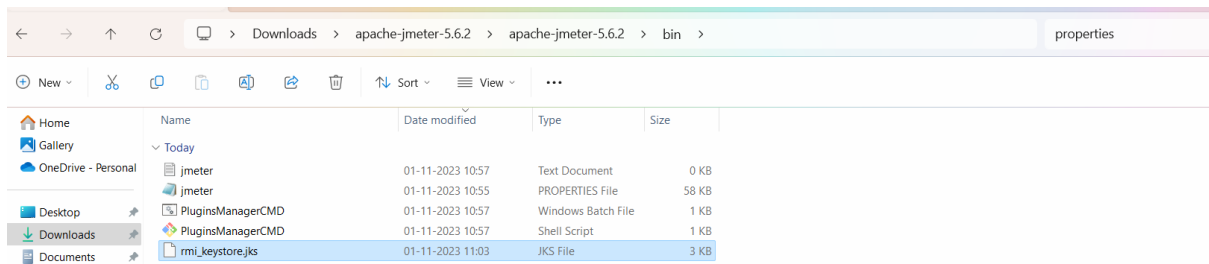 Downloads > apache-jmeter-5.6.2 > apache-jmeter-5.6.2 > bin > properties
New Sort View ...
Name Date modified Type Size
Home
Gallery
OneDrive - Personal
Desktop
Downloads
Documents
Today
jmeter 01-11-2023 10:57 Text Document 0 KB
jmeter 01-11-2023 10:55 PROPERTIES File 58 KB
PluginsManagerCMD 01-11-2023 10:57 Windows Batch File 1 KB
PluginsManagerCMD 01-11-2023 10:57 Shell Script 1 KB
rmi_keystore.jks 01-11-2023 11:03 JKS File 3 KB